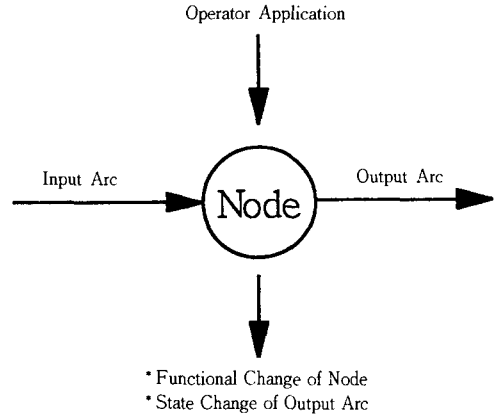 Operator Application
Input Arc
Node
Output Arc
* Functional Change of Node
* State Change of Output Arc